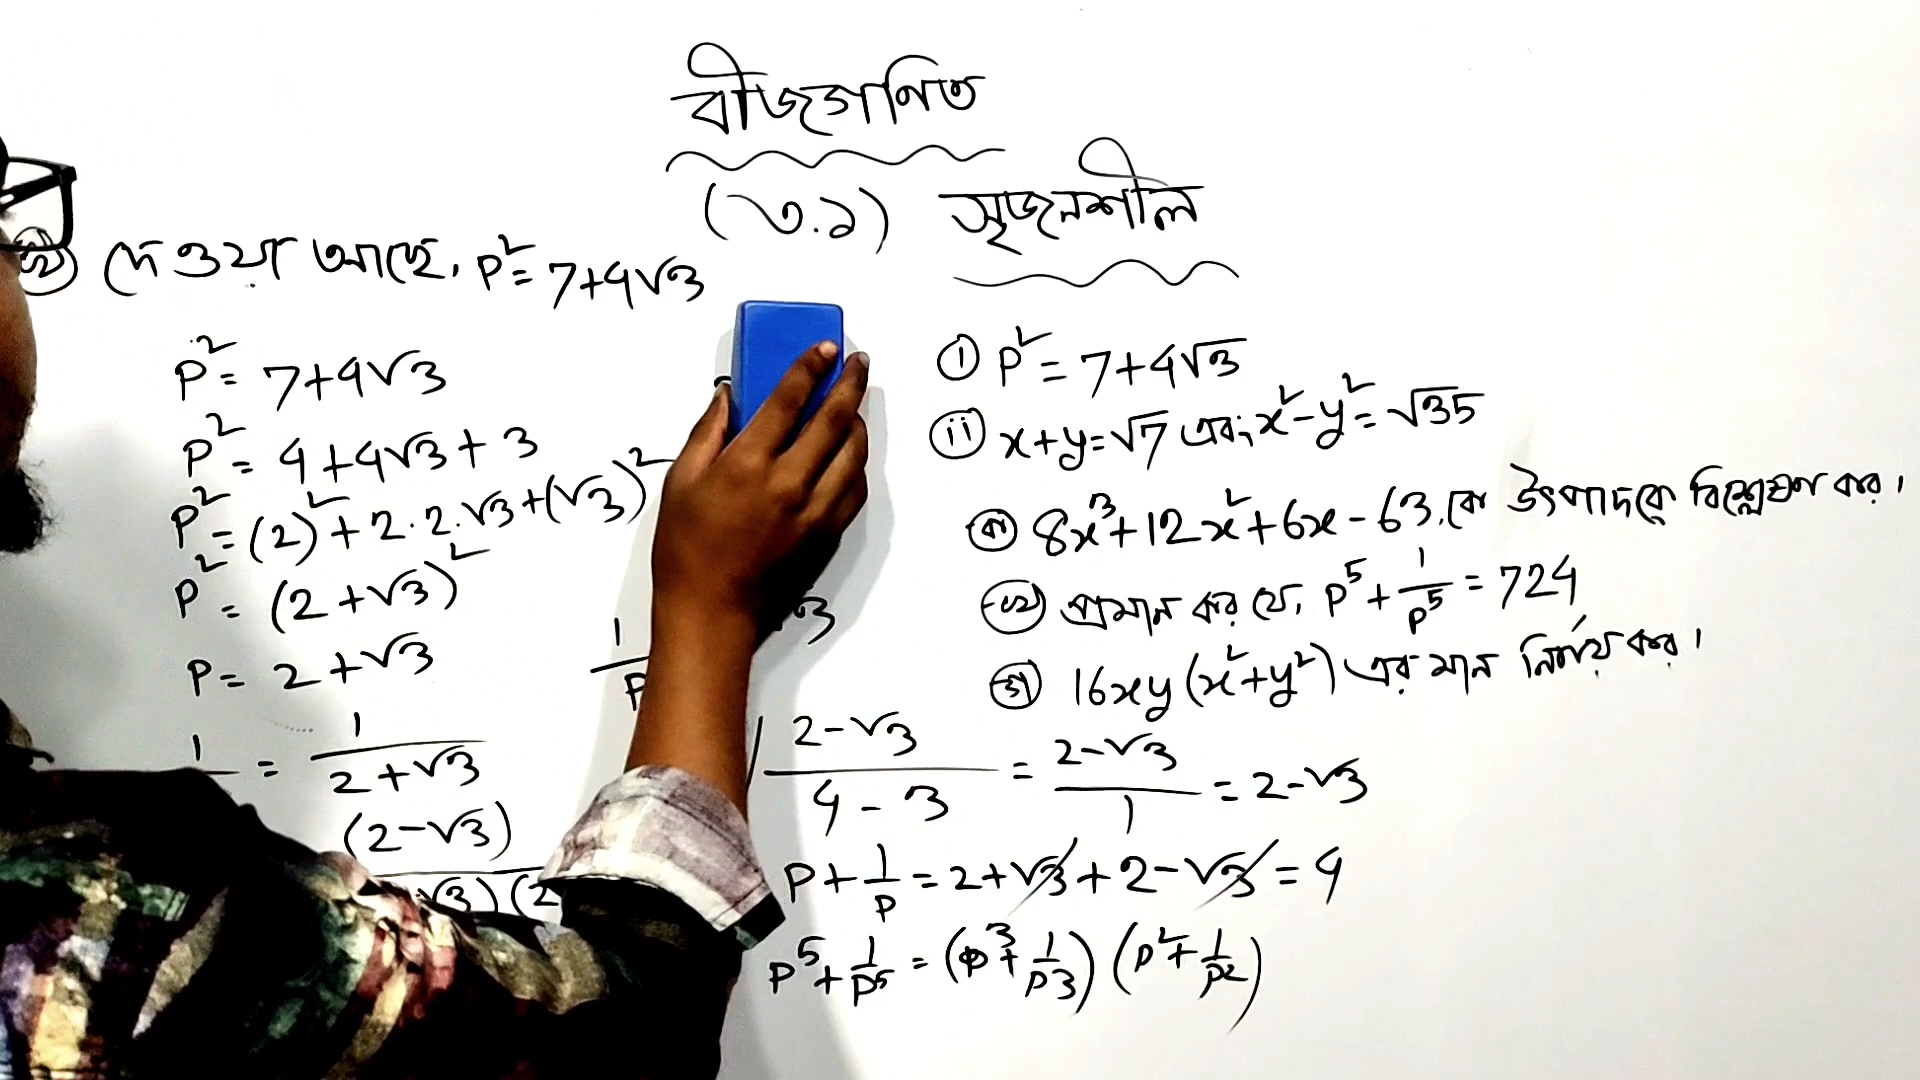 বীজগনিত
(৩.১) সৃজনশীল
(খ) দেওয়া আছে, P² = 7+4√3
P² = 7+4√3
P² = 4+4√3+3
P² = (2)²+2.2.√3+(√3)²
P² = (2+√3)²
P = 2+√3
1 = 1/(2+√3)
(2-√3)
√3)(2
1/P
√3
(i) P² = 7+4√3
(ii) x+y=√7 এবং x²-y²=√35
(ক) 8x³+12x²+6x-63 কে উৎপাদকে বিশ্লেষণ কর।
(খ) প্রমান কর যে, P⁵+1/P⁵=724
(গ) 16xy(x²+y²) এর মান নির্ণয় কর।
(2-√3)/(4-3) = (2-√3)/1 = 2-√3
P+1/P = 2+√3+2-√3 = 4
P⁵+1/P⁵ = (P³+1/P³)(P²+1/P²)